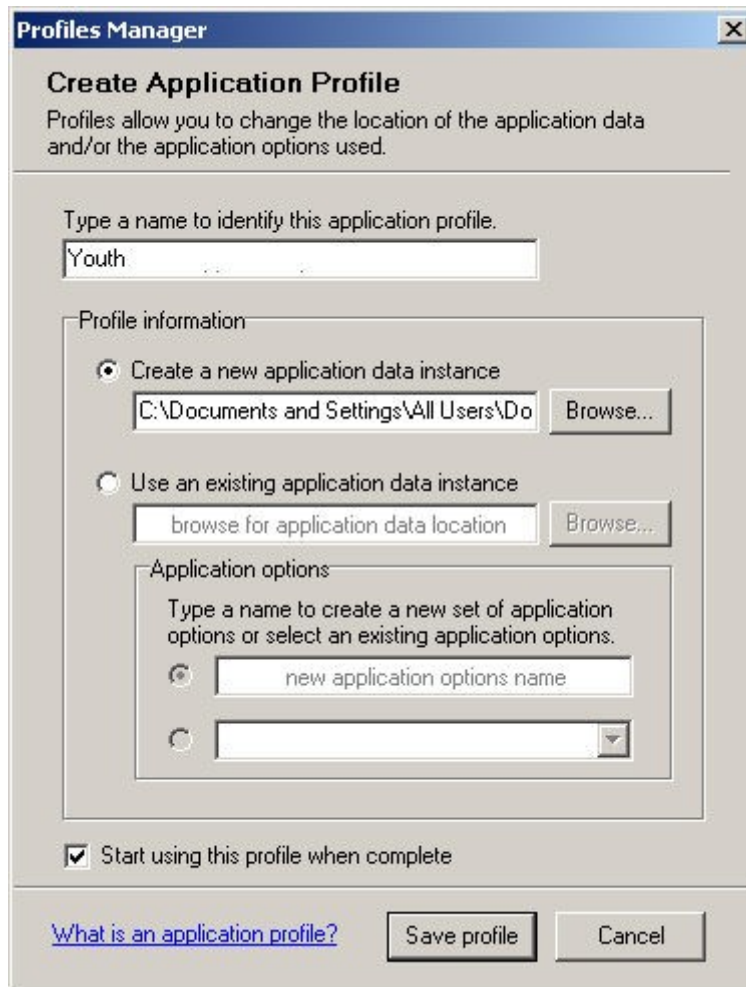 Profiles Manager
Create Application Profile
Profiles allow you to change the location of the application data
and/or the application options used.
Type a name to identify this application profile.
Youth
Profile information
Create a new application data instance
C:\Documents and Settings\All Users\Do
Browse...
Use an existing application data instance
browse for application data location
Browse...
Application options
Type a name to create a new set of application
options or select an existing application options.
new application options name
Start using this profile when complete
What is an application profile?
Save profile
Cancel